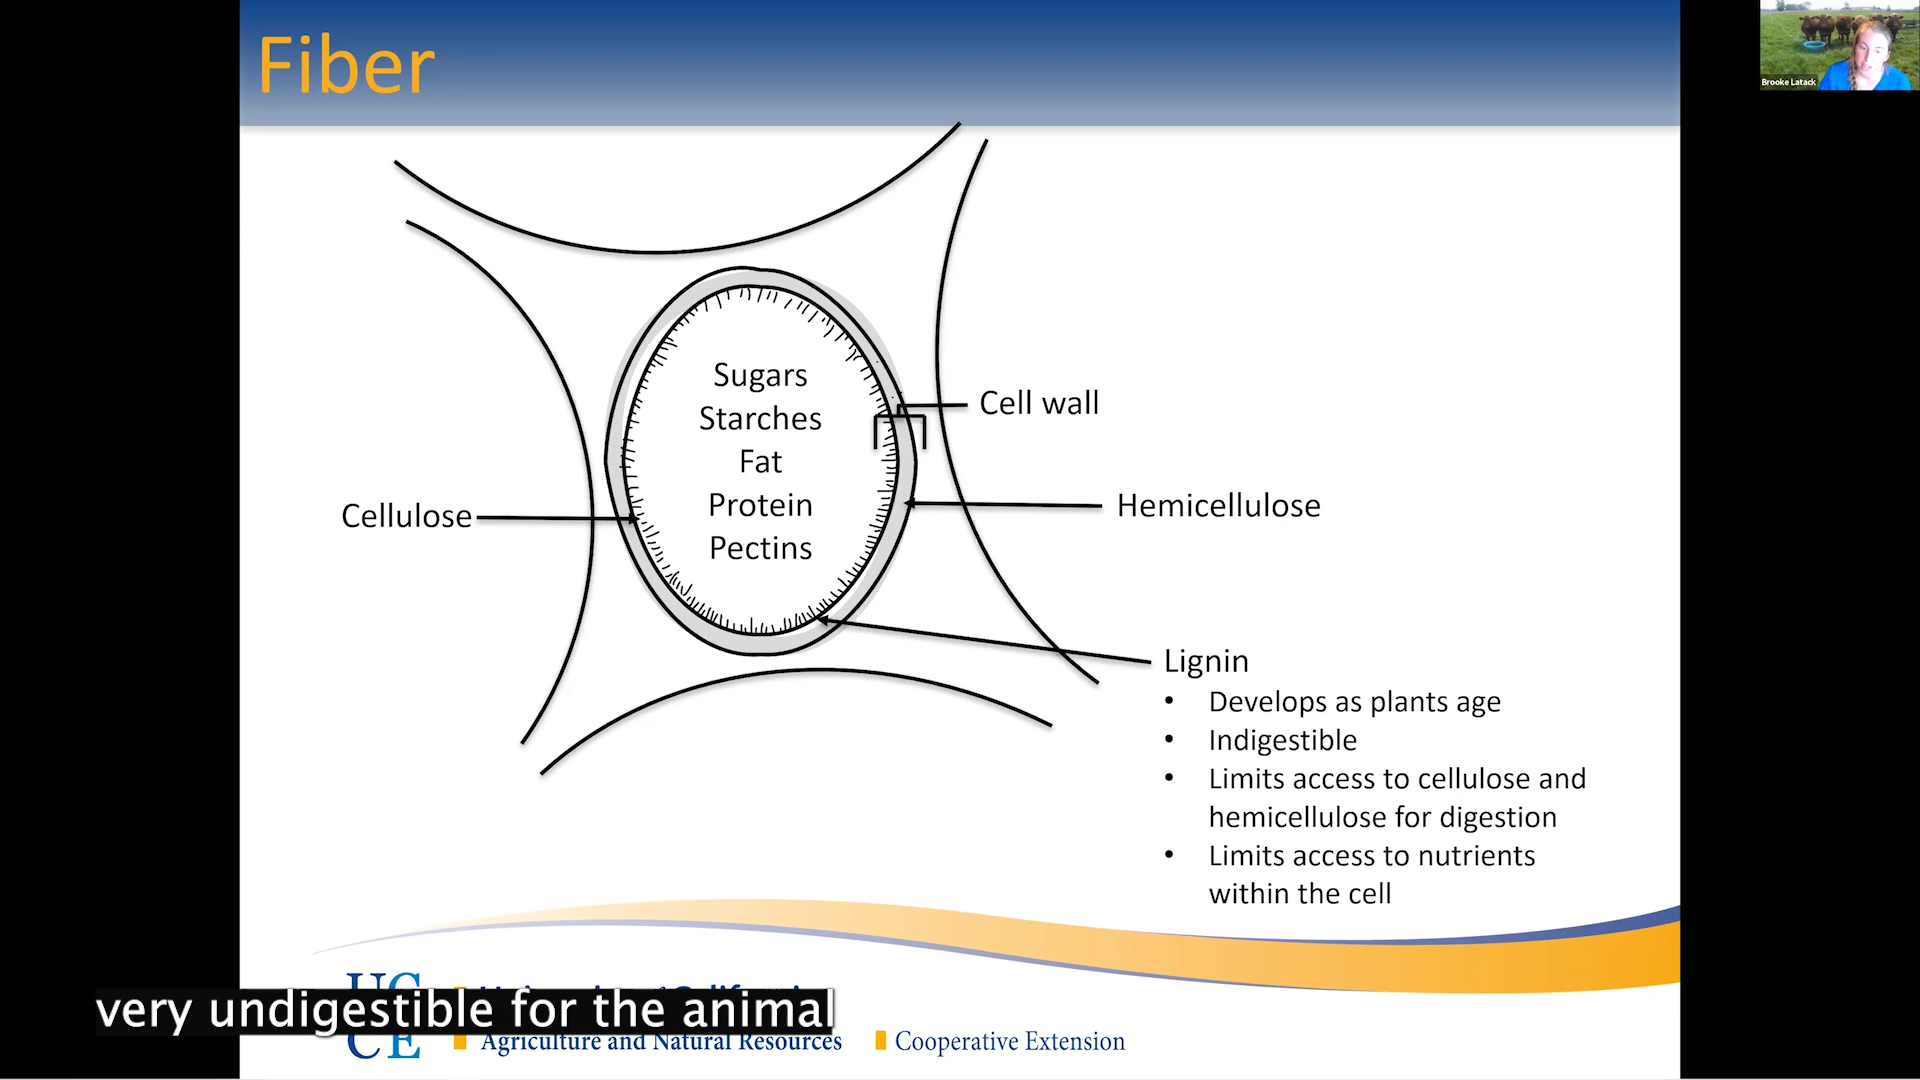 Fiber
Brooke Latack
Sugars
Starches
Fat
Protein
Pectins
Cell wall
Cellulose
Hemicellulose
Lignin
• Develops as plants age
• Indigestible
• Limits access to cellulose and
hemicellulose for digestion
• Limits access to nutrients
within the cell
UC
CE
very undigestible for the animal
Agriculture and Natural Resources
Cooperative Extension